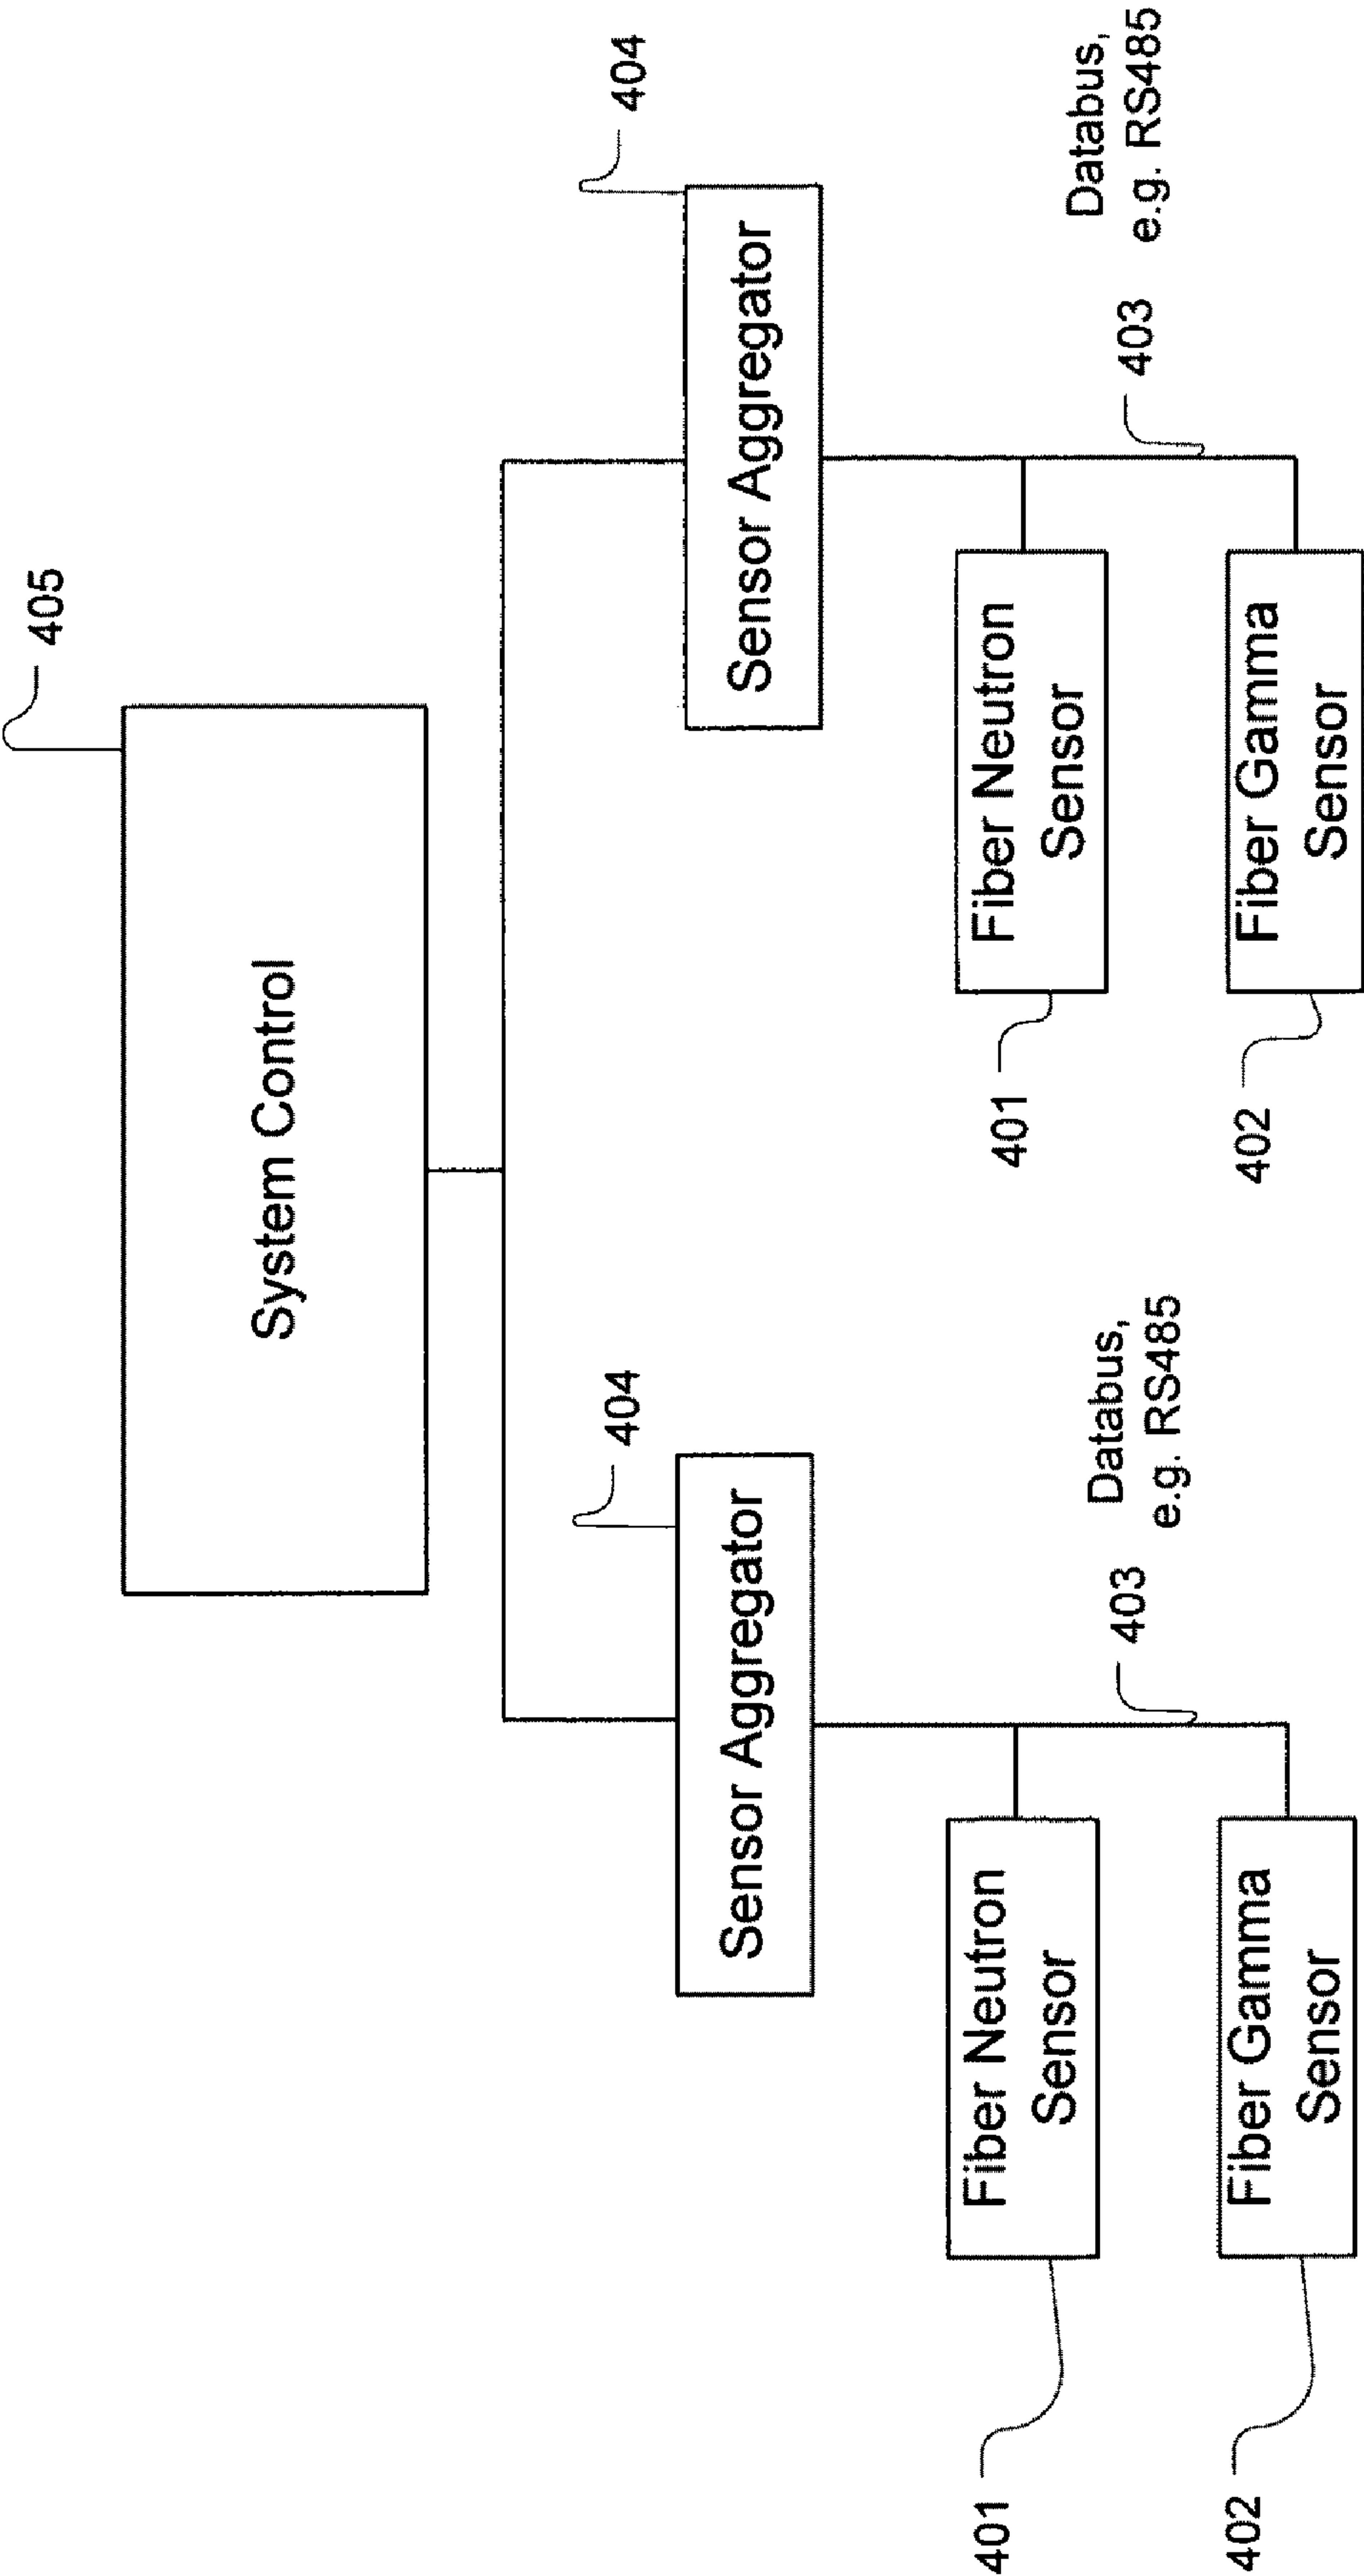 405
System Control
404
404
Sensor Aggregator
Sensor Aggregator
Databus,
e.g. RS485
403
Databus,
e.g. RS485
403
401
Fiber Neutron
Sensor
401
Fiber Neutron
Sensor
402
Fiber Gamma
Sensor
402
Fiber Gamma
Sensor